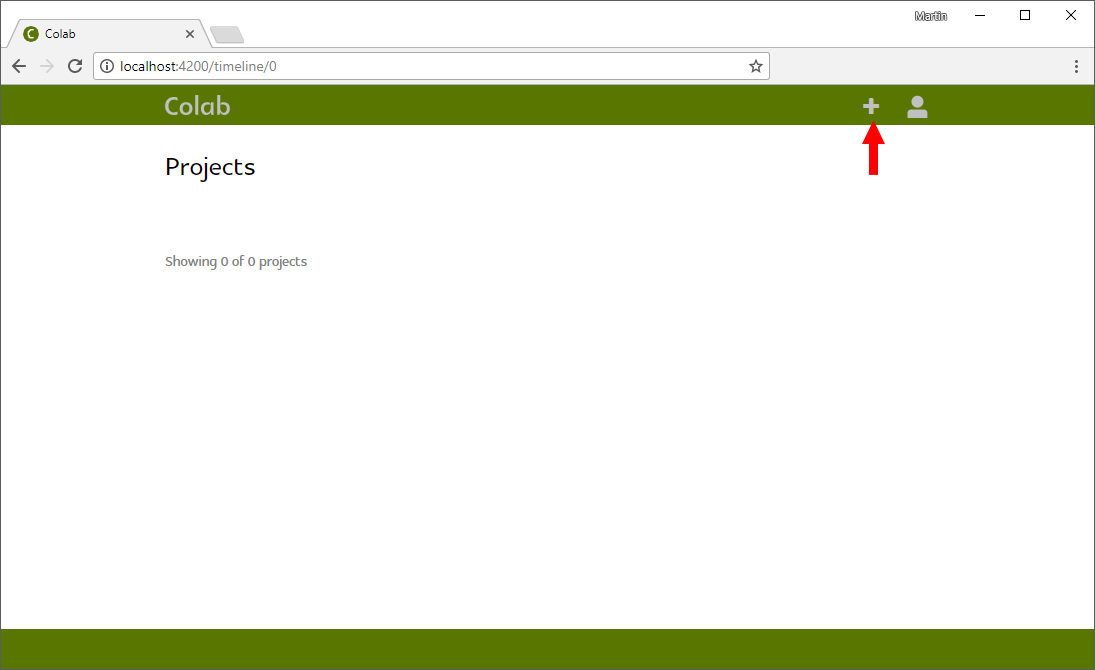 Martin
C Colab
localhost:4200/timeline/0
Colab
Projects
Showing 0 of 0 projects